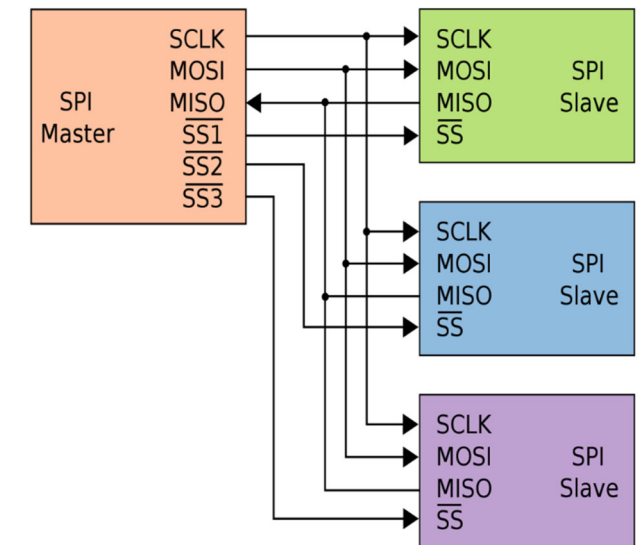 SPI
Master
SCLK
MOSI
MISO
SS1
SS2
SS3
SCLK
MOSI
MISO
SS
SPI
Slave
SCLK
MOSI
MISO
SS
SPI
Slave
SCLK
MOSI
MISO
SS
SPI
Slave